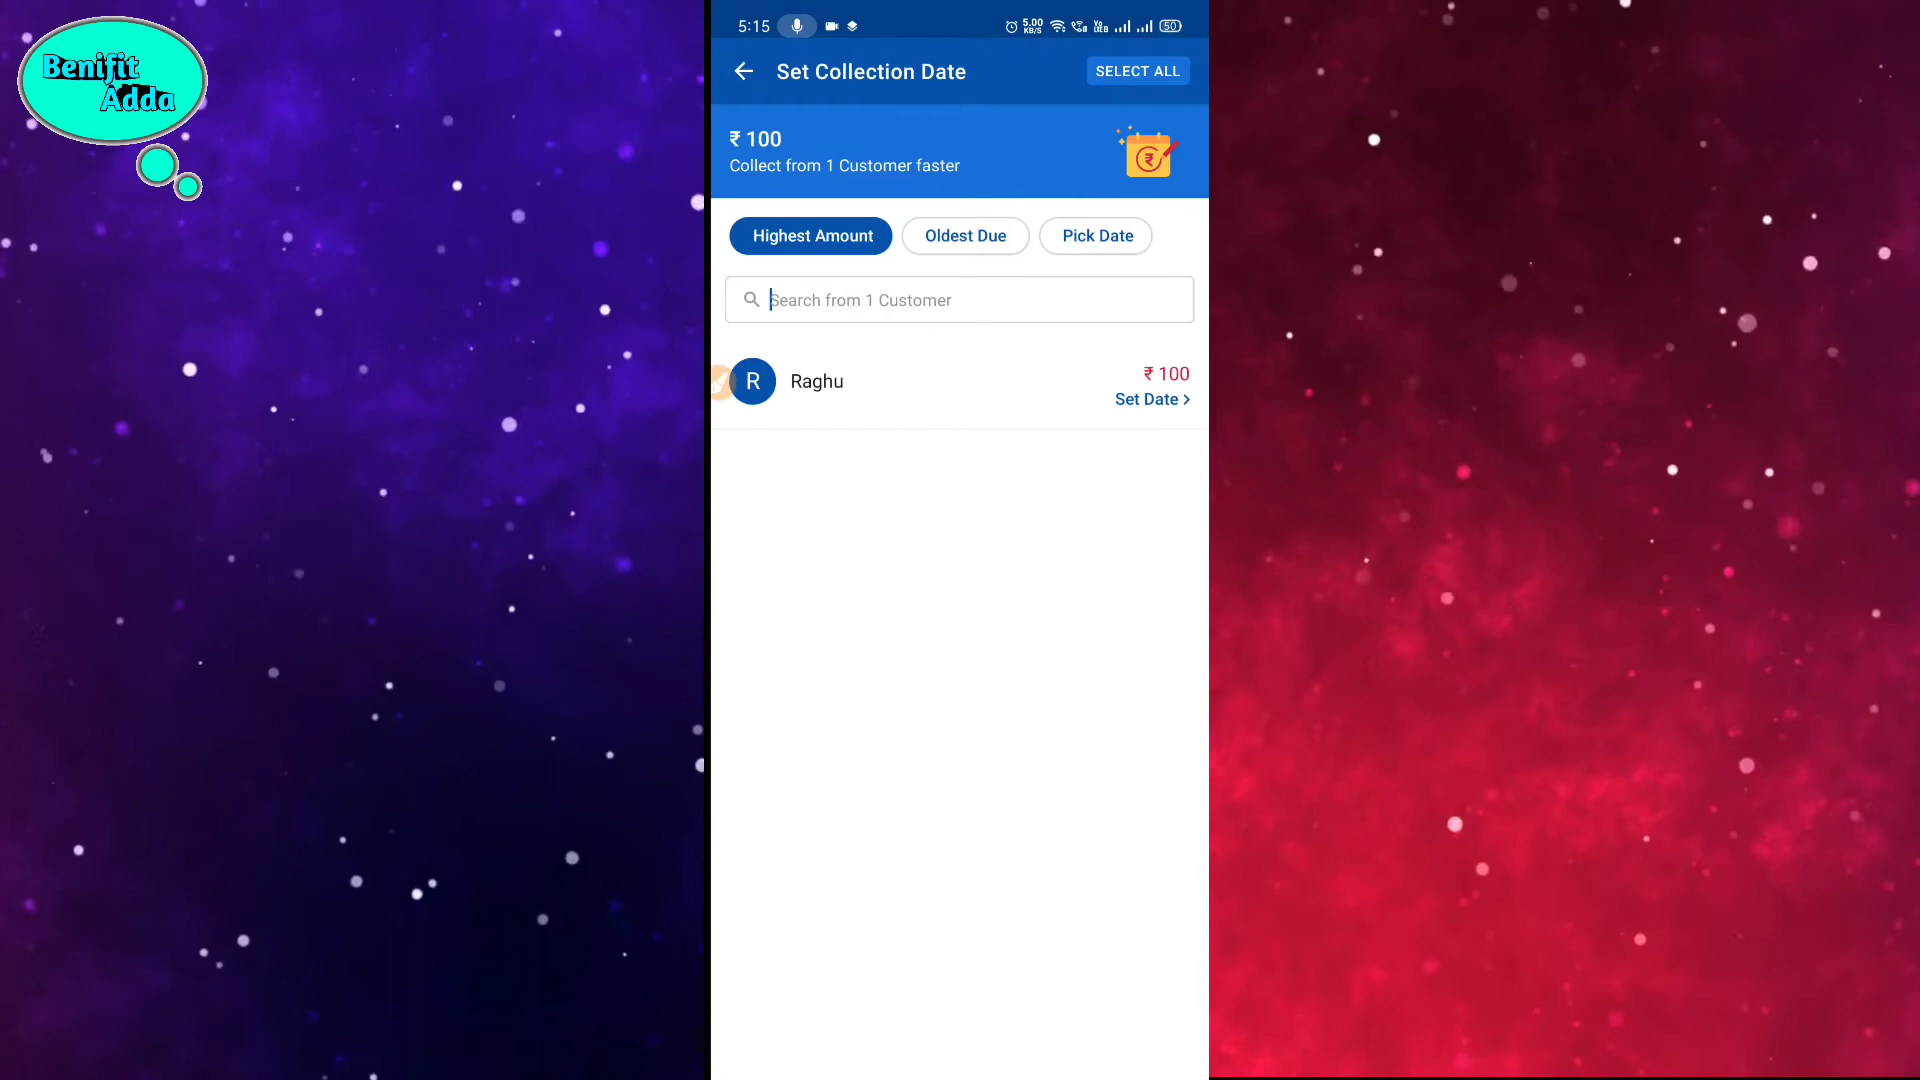 Benifit
Adda
5:15
5.00
KB/S
50
Set Collection Date
SELECT ALL
₹ 100
Collect from 1 Customer faster
₹
Highest Amount
Oldest Due
Pick Date
Search from 1 Customer
R
Raghu
₹ 100
Set Date >